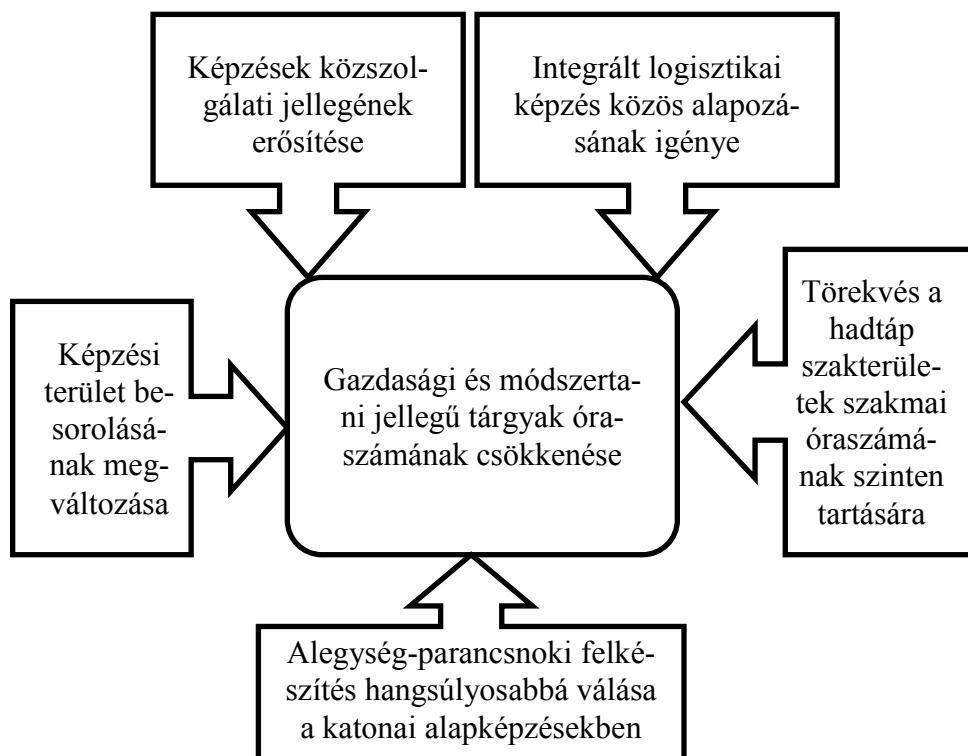 Képzések közszol-
gálati jellegének
erősítése
Integrált logisztikai
képzés közös alapozá-
sának igénye
Képzési
terület be-
sorolásá-
nak meg-
változása
Gazdasági és módszerta-
ni jellegű tárgyak óra-
számának csökkenése
Törekvés a
hadtáp
szakterüle-
tek szakmai
óraszámá-
nak szinten
tartására
Alegység-parancsnoki felké-
szítés hangsúlyosabbá válása
a katonai alapképzésekben